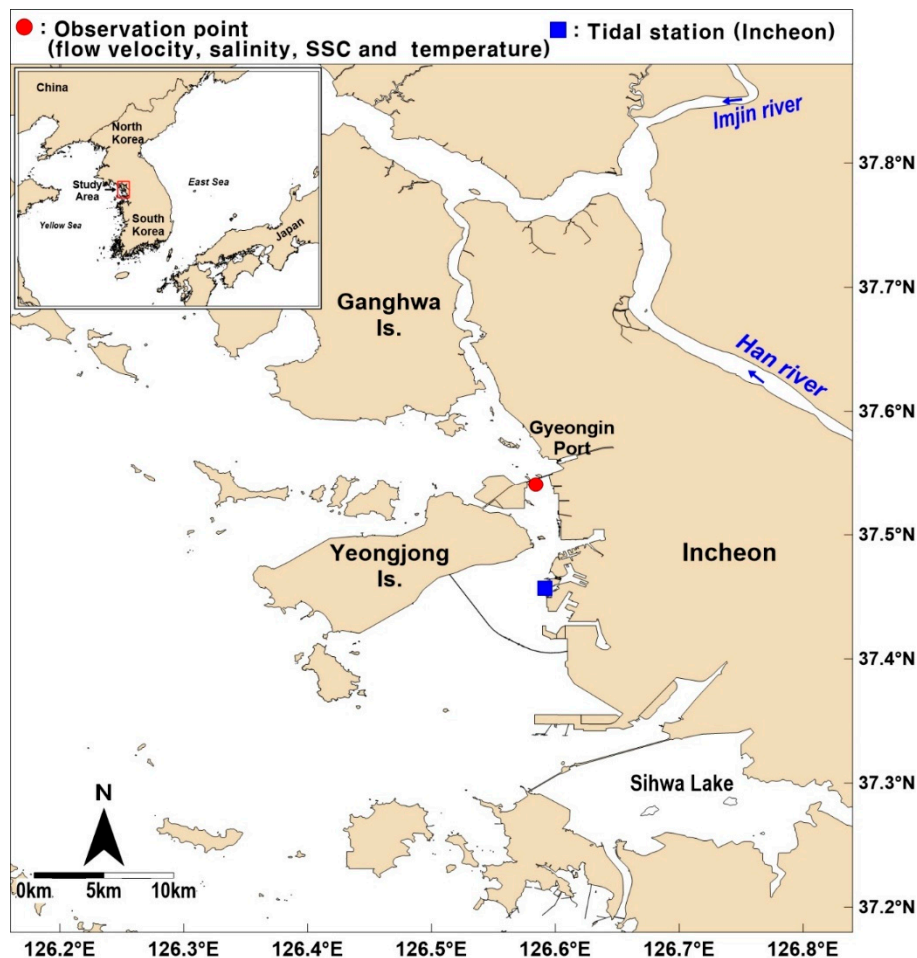 : Observation point
(flow velocity, salinity, SSC and temperature)
: Tidal station (Incheon)
China
North
Korea
Study
Area
East Sea
Yellow Sea
South
Korea
Japan
Imjin river
37.8°N
37.7°N
Ganghwa
Is.
Han river
37.6°N
Gyeongin
Port
37.5°N
Yeongjong
Is.
Incheon
37.4°N
37.3°N
Sihwa Lake
N
0km 5km 10km
37.2°N
126.2°E 126.3°E 126.4°E 126.5°E 126.6°E 126.7°E 126.8°E